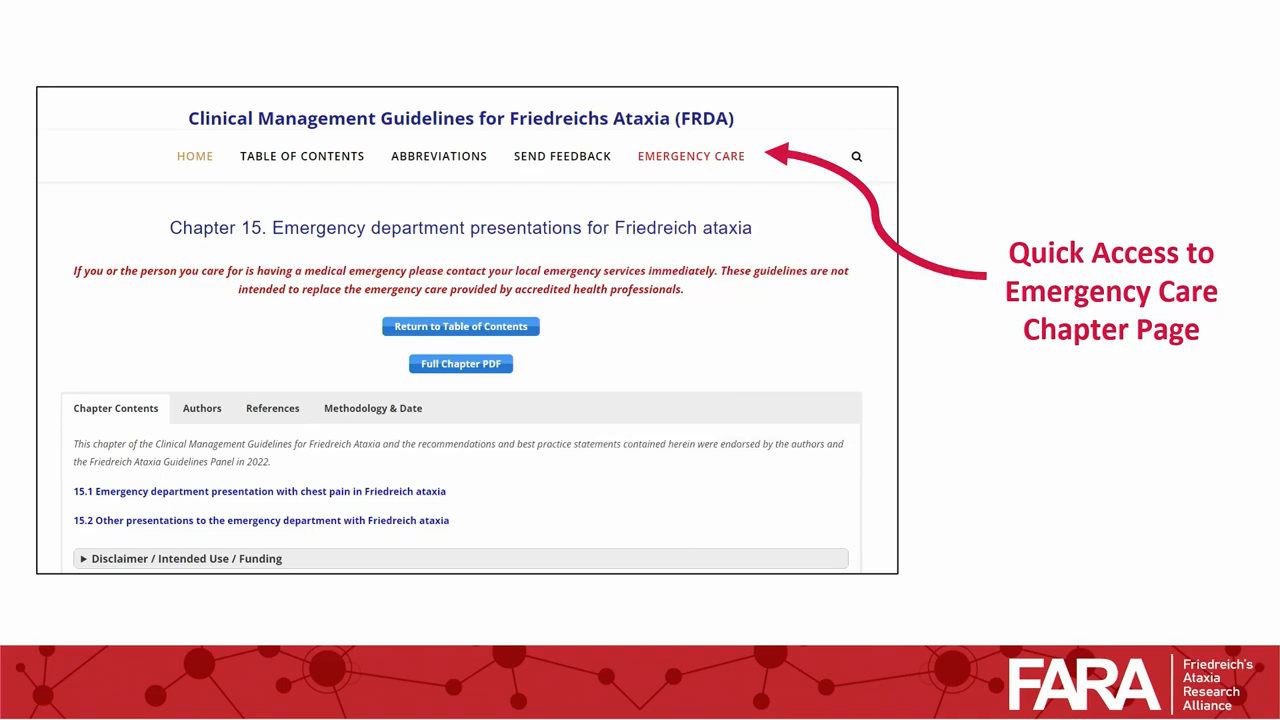 Clinical Management Guidelines for Friedreichs Ataxia (FRDA)
HOME TABLE OF CONTENTS ABBREVIATIONS SEND FEEDBACK EMERGENCY CARE
Chapter 15. Emergency department presentations for Friedreich ataxia
If you or the person you care for is having a medical emergency please contact your local emergency services immediately. These guidelines are not
intended to replace the emergency care provided by accredited health professionals.
Return to Table of Contents
Full Chapter PDF
Chapter Contents Authors References Methodology & Date
This chapter of the Clinical Management Guidelines for Friedreich Ataxia and the recommendations and best practice statements contained herein were endorsed by the authors and
the Friedreich Ataxia Guidelines Panel in 2022.
15.1 Emergency department presentation with chest pain in Friedreich ataxia
15.2 Other presentations to the emergency department with Friedreich ataxia
Disclaimer / Intended Use / Funding
Quick Access to
Emergency Care
Chapter Page
FARA
Friedreich's
Ataxia
Research
Alliance